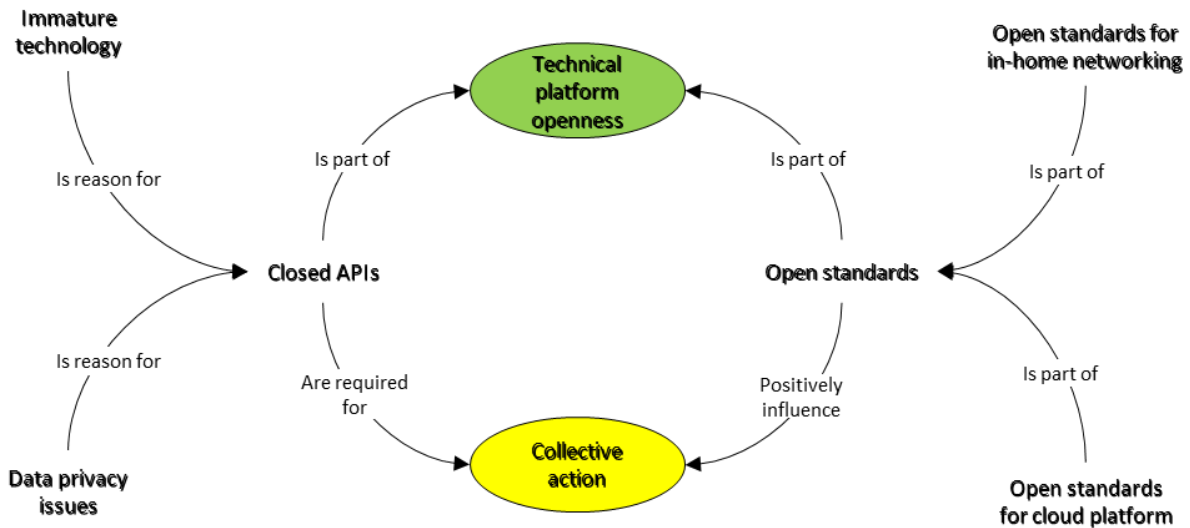 Immature
technology
Technical
platform
openness
Open standards for
in-home networking
Is part of
Is part of
Is reason for
Is part of
Closed APIs
Open standards
Is reason for
Are required
for
Positively
influence
Is part of
Collective
action
Data privacy
issues
Open standards
for cloud platform